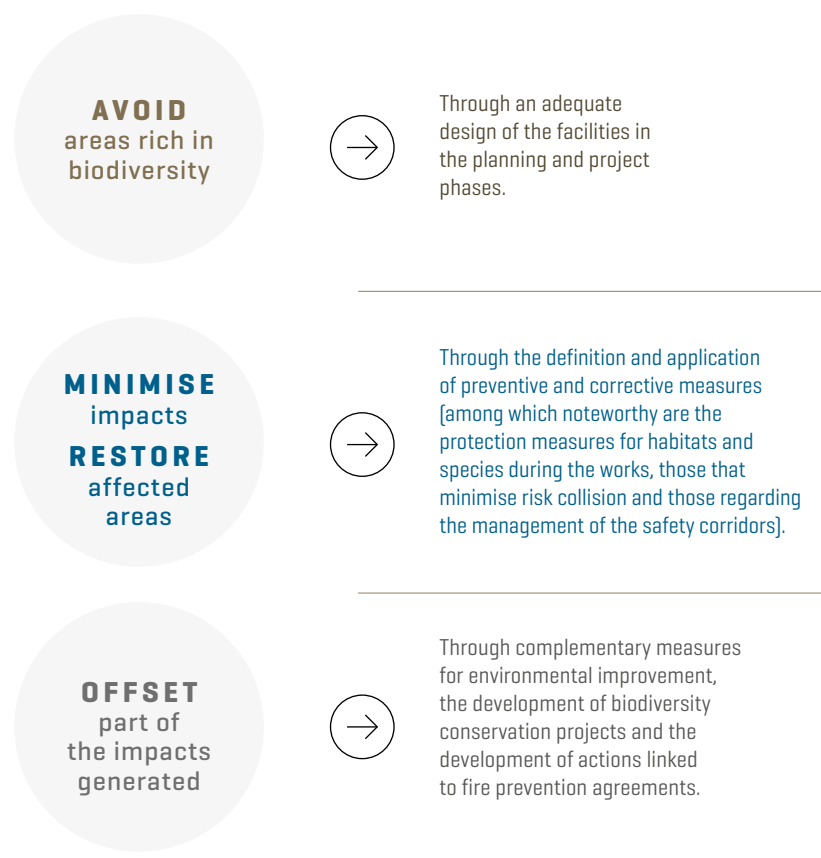 AVOID
areas rich in
biodiversity
Through an adequate
design of the facilities in
the planning and project
phases.
MINIMISE
impacts
RESTORE
affected
areas
Through the definition and application
of preventive and corrective measures
(among which noteworthy are the
protection measures for habitats and
species during the works, those that
minimise risk collision and those regarding
the management of the safety corridors).
OFFSET
part of
the impacts
generated
Through complementary measures
for environmental improvement,
the development of biodiversity
conservation projects and the
development of actions linked
to fire prevention agreements.